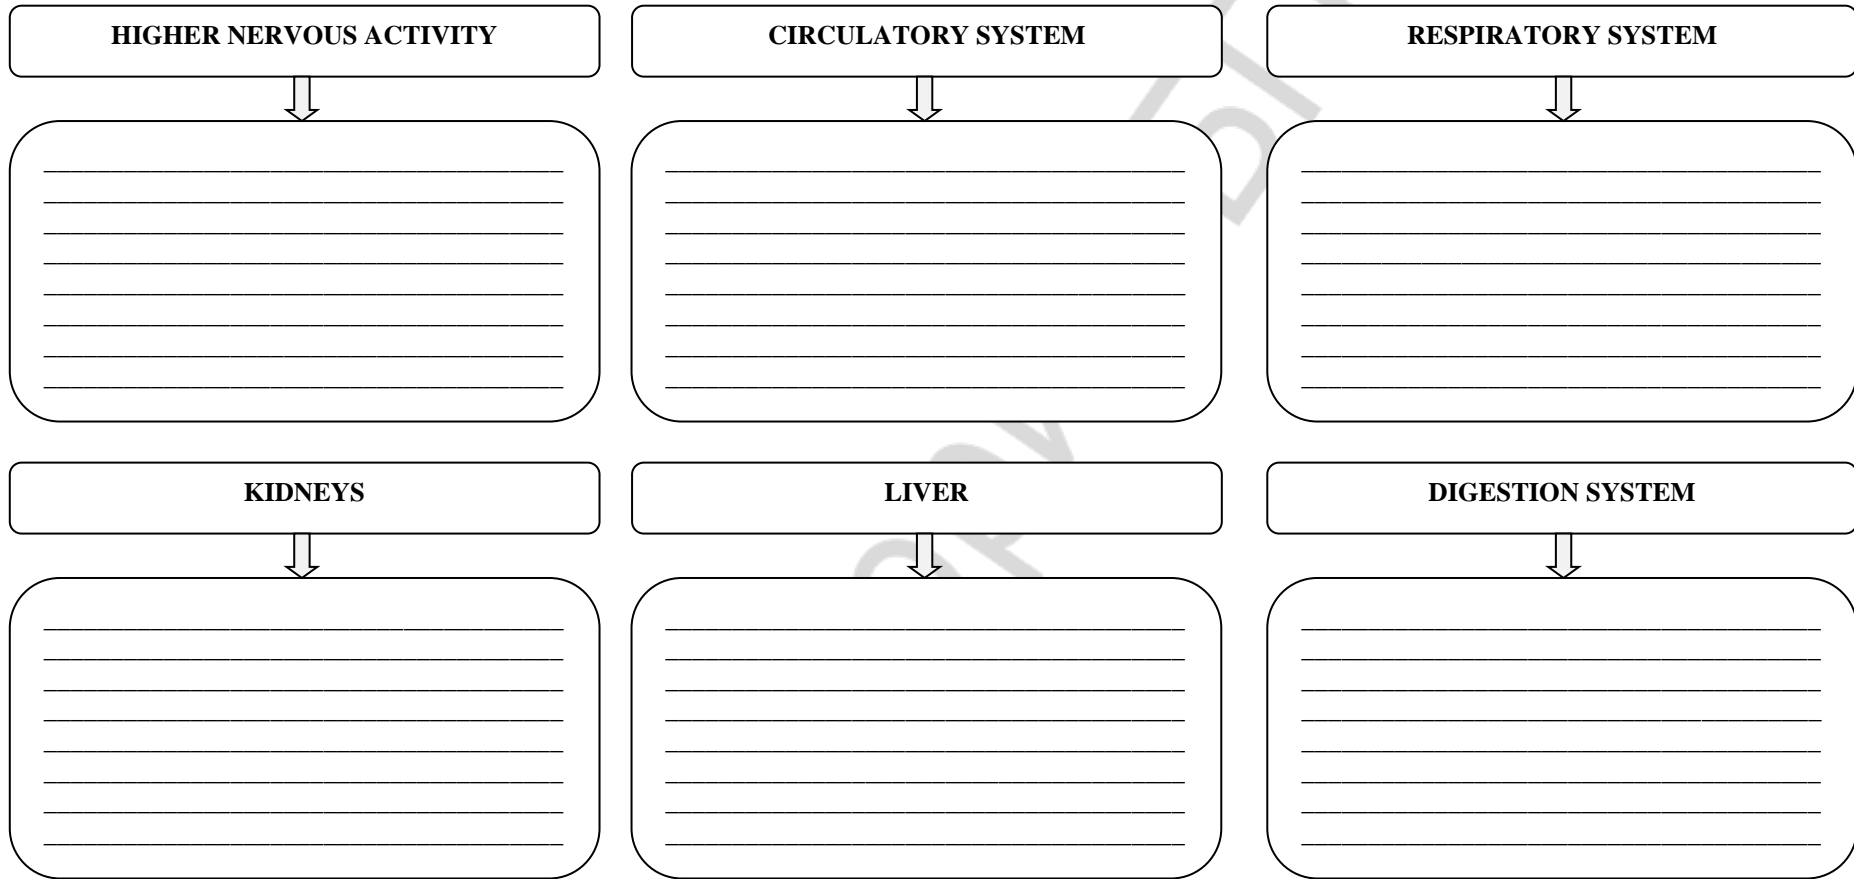 HIGHER NERVOUS ACTIVITY
CIRCULATORY SYSTEM
RESPIRATORY SYSTEM
KIDNEYS
LIVER
DIGESTION SYSTEM